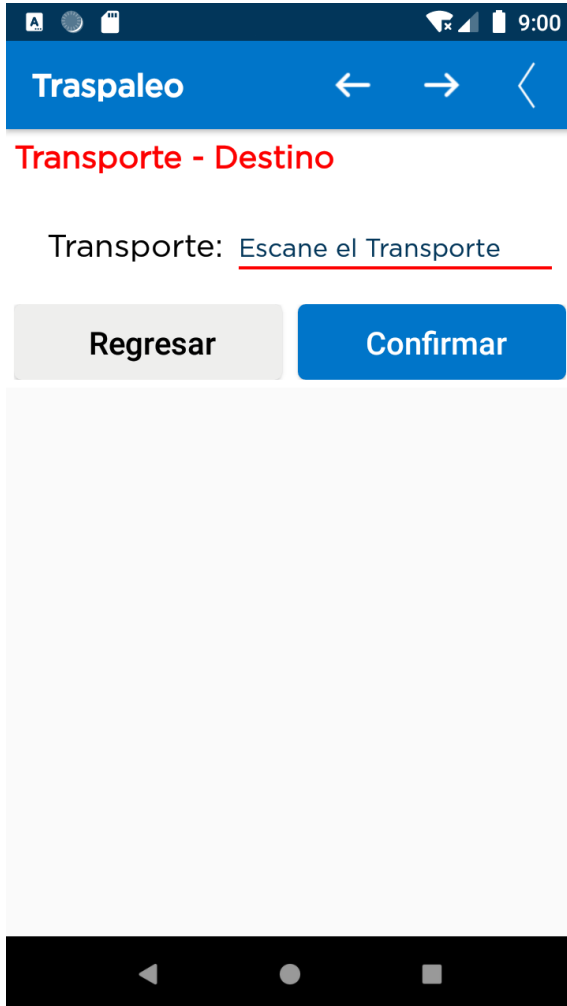 9:00
Traspaleo
Transporte - Destino
Transporte: Escane el Transporte
Regresar Confirmar